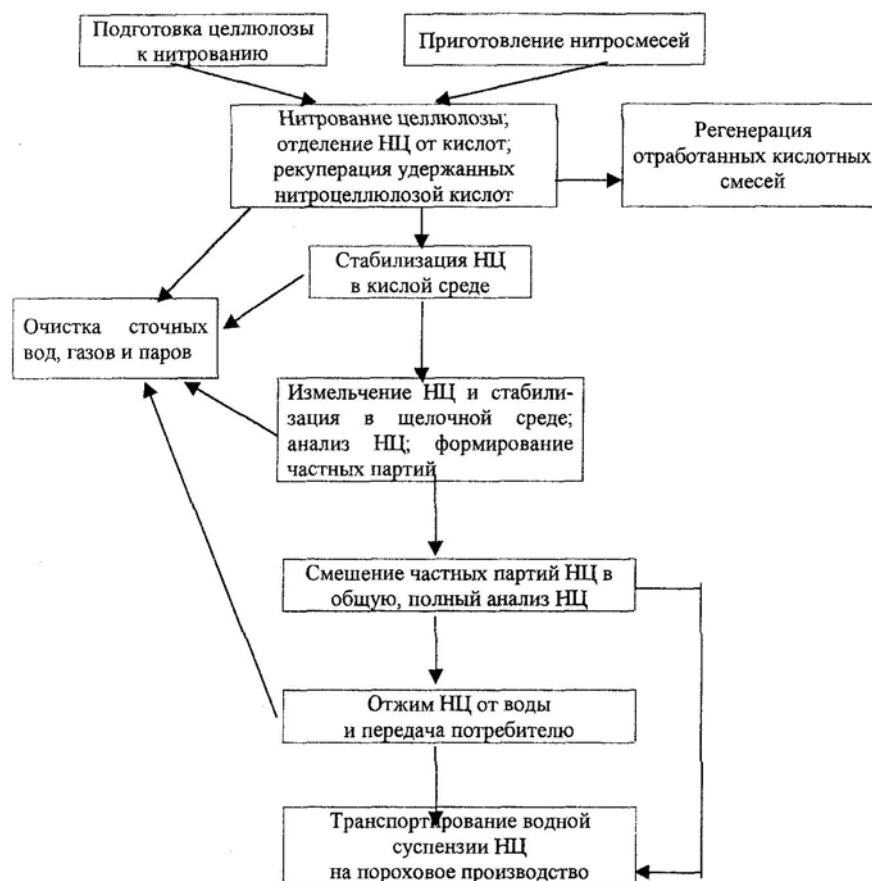 Подготовка целлюлозы
к нитрованию
Приготовление нитросмесей
Нитрование целлюлозы;
отделение НЦ от кислот;
рекуперация удержанных
нитроцеллюлозой кислот
Регенерация
отработанных кислотных
смесей
Стабилизация НЦ
в кислой среде
Очистка сточных
вод, газов и паров
Измельчение НЦ и стабили-
зация в щелочной среде;
анализ НЦ; формирование
частных партий
Смешение частных партий НЦ в
общую, полный анализ НЦ
Отжим НЦ от воды
и передача потребителю
Транспортирование водной
суспензии НЦ
на пороховое производство